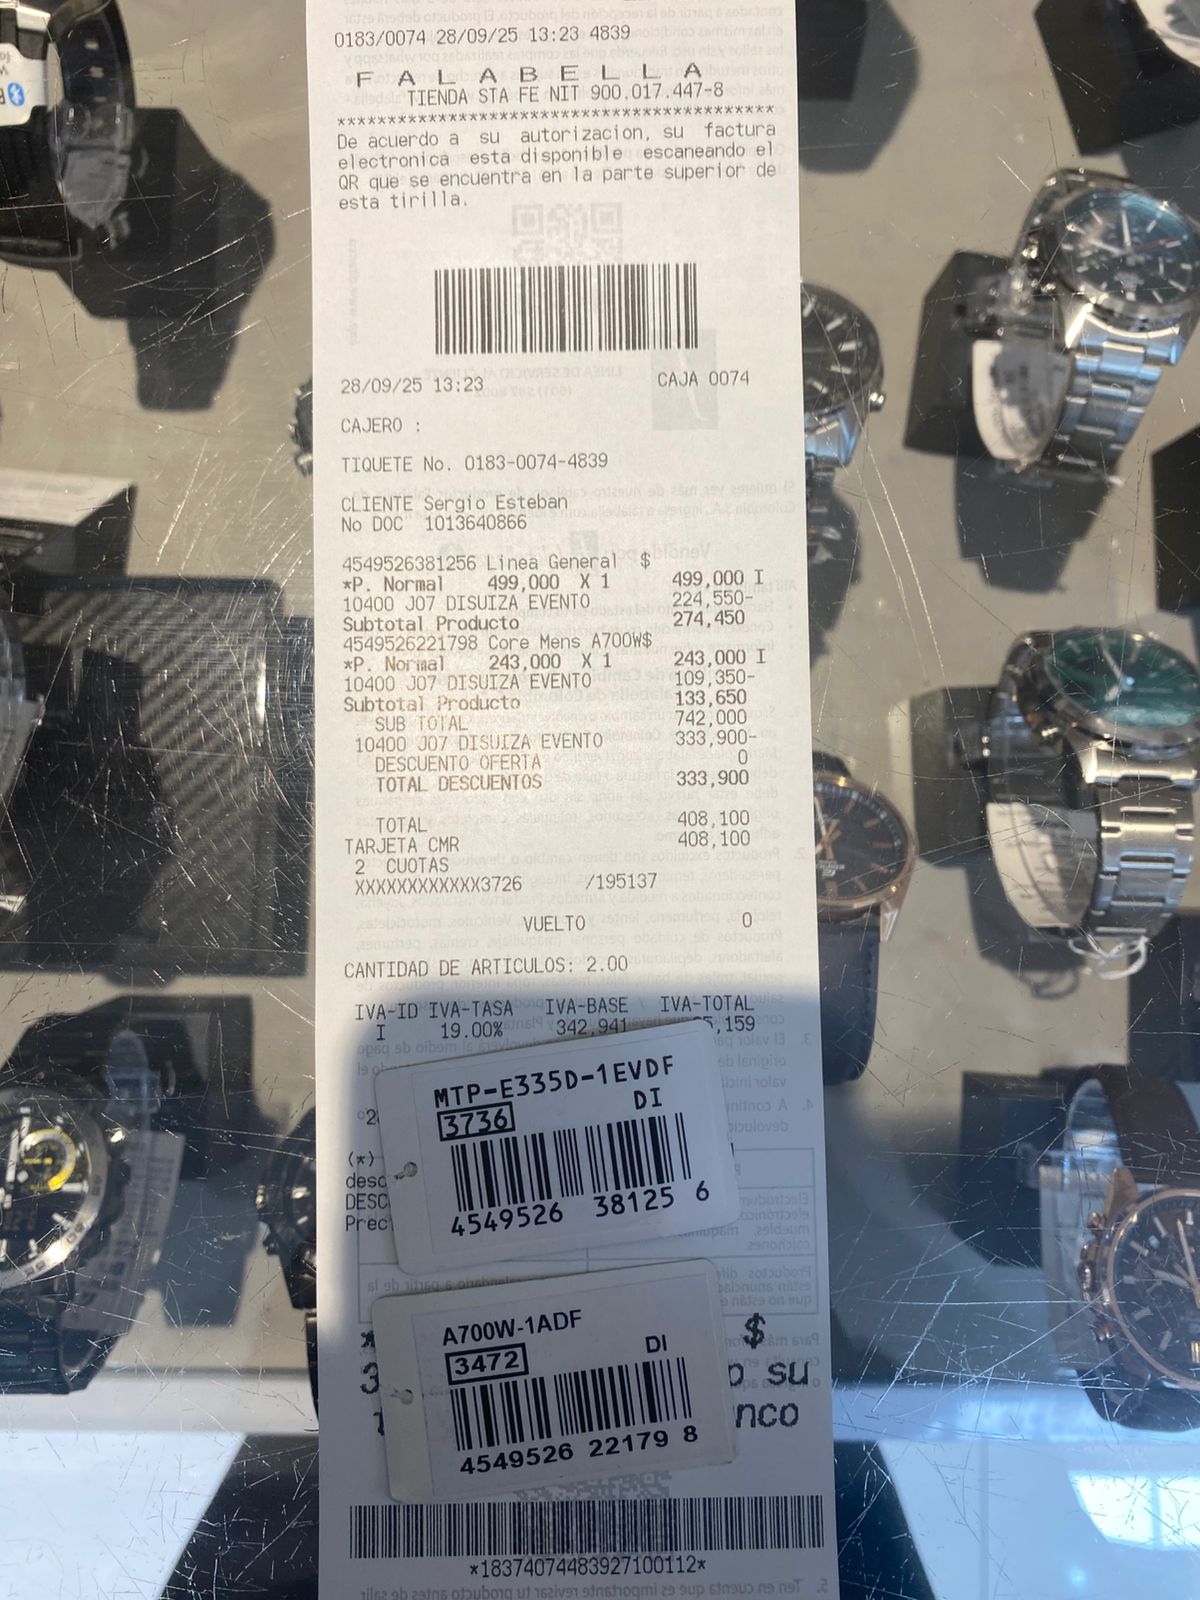 0183/0074 28/09/25 13:23 4839
FALABELLA
TIENDA STA FE NIT 900.017.447-8
******************************************
De acuerdo a su autorizacion, su factura
electronica esta disponible escaneando el
QR que se encuentra en la parte superior de
esta tirilla.
28/09/25 13:23 CAJA 0074
CAJERO :
TIQUETE No. 0183-0074-4839
CLIENTE Sergio Esteban
No DOC 1013640866
4549526381256 Linea General $
*P. Normal 499,000 X 1 499,000 I
10400 J07 DISUIZA EVENTO 224,550-
Subtotal Producto 274,450
4549526221798 Core Mens A700W$
*P. Normal 243,000 X 1 243,000 I
10400 J07 DISUIZA EVENTO 109,350-
Subtotal Producto 133,650
SUB TOTAL 742,000
10400 J07 DISUIZA EVENTO 333,900-
DESCUENTO OFERTA 0
TOTAL DESCUENTOS 333,900
TOTAL 408,100
TARJETA CMR 408,100
2 CUOTAS
XXXXXXXXXXXX3726 /195137
VUELTO 0
CANTIDAD DE ARTICULOS: 2.00
IVA-ID IVA-TASA IVA-BASE IVA-TOTAL
I 19.00% 342,941 5,159
MTP-E335D-1EVDF
3736 DI
4549526 38125 6
(*)
desc
DESC
Prec
A700W-1ADF
3472 DI
4549526 22179 8
$
su
nco
*18374074483927100112*